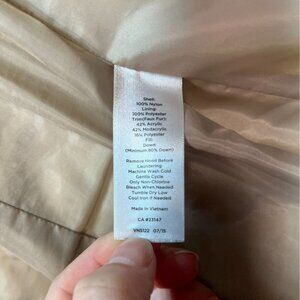 Shell:
100% Nylon
Lining:
100% Polyester
Trim(Faux Fur):
42% Acrylic
42% Modacrylic
16% Polyester
Fill:
Down
(Minimum 80% Down)
Remove Hood Before
Laundering
Machine Wash Cold
Gentle Cycle
Only Non-Chlorine
Bleach When Needed
Tumble Dry Low
Cool Iron If Needed
Made in Vietnam
CA #23147
VNS122 07/15